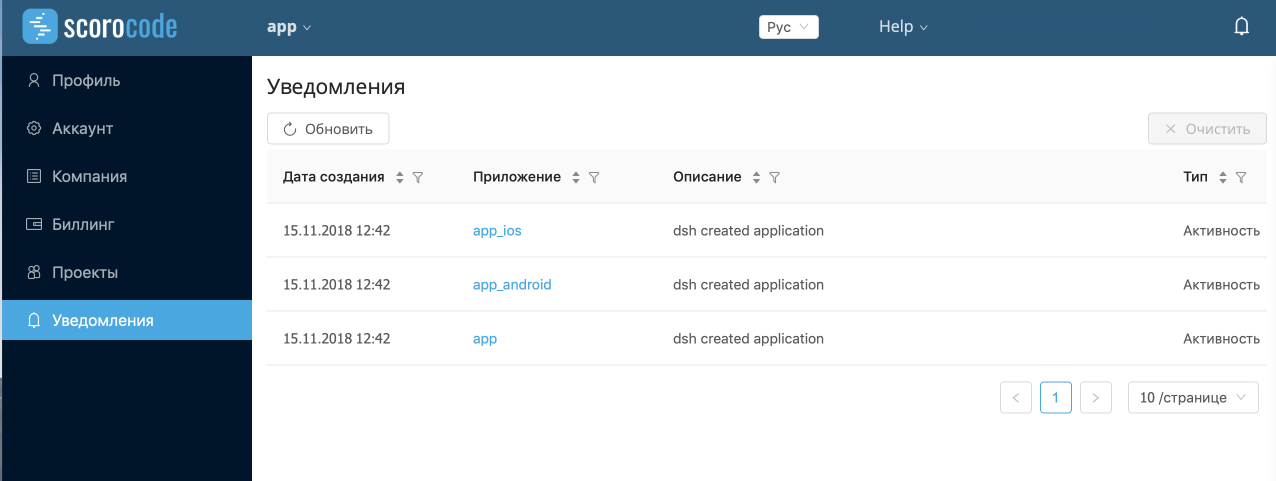 scorocode app Рус Help
Профиль
Аккаунт
Компания
Биллинг
Проекты
Уведомления
Уведомления
Обновить Очистить
Дата создания Приложение Описание Тип
15.11.2018 12:42 app_ios dsh created application Активность
15.11.2018 12:42 app_android dsh created application Активность
15.11.2018 12:42 app dsh created application Активность
< 1 > 10 /странице